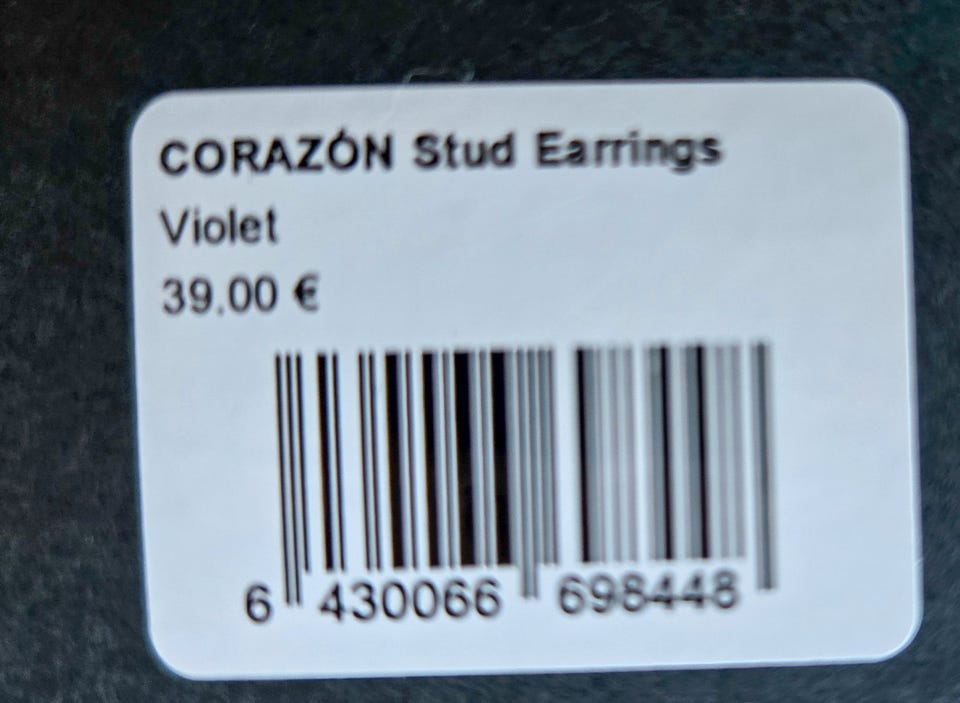 CORAZÓN Stud Earrings
Violet
39.00 €
6 430066 698448